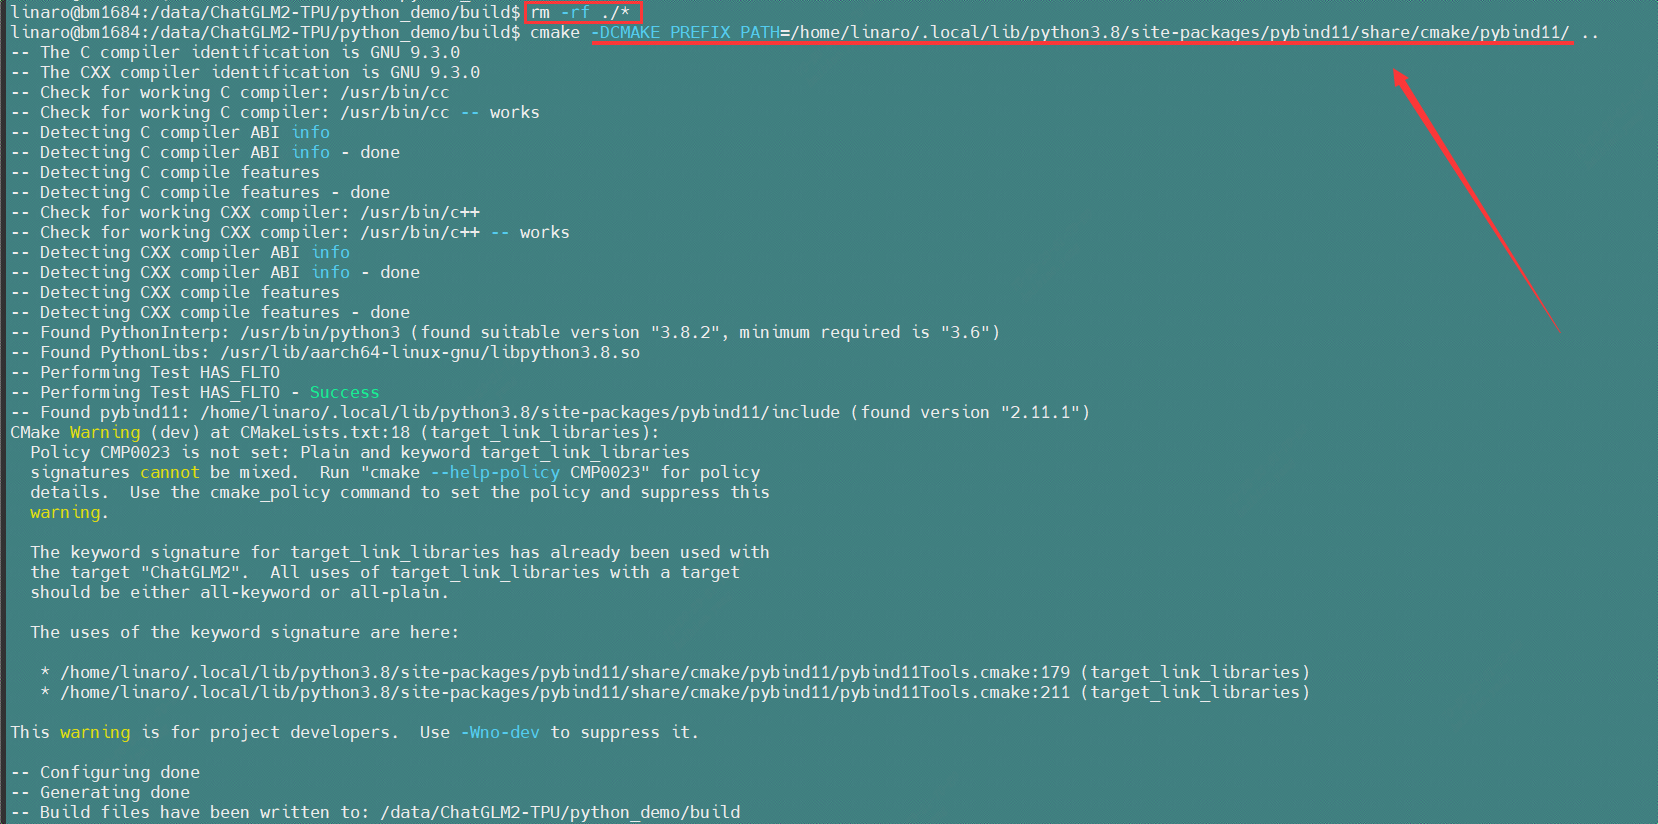 linaro@bm1684:/data/ChatGLM2-TPU/python_demo/build$ rm -rf ./*
linaro@bm1684:/data/ChatGLM2-TPU/python_demo/build$ cmake -DCMAKE_PREFIX_PATH=/home/linaro/.local/lib/python3.8/site-packages/pybind11/share/cmake/pybind11/ ..
-- The C compiler identification is GNU 9.3.0
-- The CXX compiler identification is GNU 9.3.0
-- Check for working C compiler: /usr/bin/cc
-- Check for working C compiler: /usr/bin/cc -- works
-- Detecting C compiler ABI info
-- Detecting C compiler ABI info - done
-- Detecting C compile features
-- Detecting C compile features - done
-- Check for working CXX compiler: /usr/bin/c++
-- Check for working CXX compiler: /usr/bin/c++ -- works
-- Detecting CXX compiler ABI info
-- Detecting CXX compiler ABI info - done
-- Detecting CXX compile features
-- Detecting CXX compile features - done
-- Found PythonInterp: /usr/bin/python3 (found suitable version "3.8.2", minimum required is "3.6")
-- Found PythonLibs: /usr/lib/aarch64-linux-gnu/libpython3.8.so
-- Performing Test HAS_FLTO
-- Performing Test HAS_FLTO - Success
-- Found pybind11: /home/linaro/.local/lib/python3.8/site-packages/pybind11/include (found version "2.11.1")
CMake Warning (dev) at CMakeLists.txt:18 (target_link_libraries):
  Policy CMP0023 is not set: Plain and keyword target_link_libraries
  signatures cannot be mixed.  Run "cmake --help-policy CMP0023" for policy
  details.  Use the cmake_policy command to set the policy and suppress this
  warning.
  The keyword signature for target_link_libraries has already been used with
  the target "ChatGLM2".  All uses of target_link_libraries with a target
  should be either all-keyword or all-plain.
  The uses of the keyword signature are here:
   * /home/linaro/.local/lib/python3.8/site-packages/pybind11/share/cmake/pybind11/pybind11Tools.cmake:179 (target_link_libraries)
   * /home/linaro/.local/lib/python3.8/site-packages/pybind11/share/cmake/pybind11/pybind11Tools.cmake:211 (target_link_libraries)
This warning is for project developers.  Use -Wno-dev to suppress it.
-- Configuring done
-- Generating done
-- Build files have been written to: /data/ChatGLM2-TPU/python_demo/build